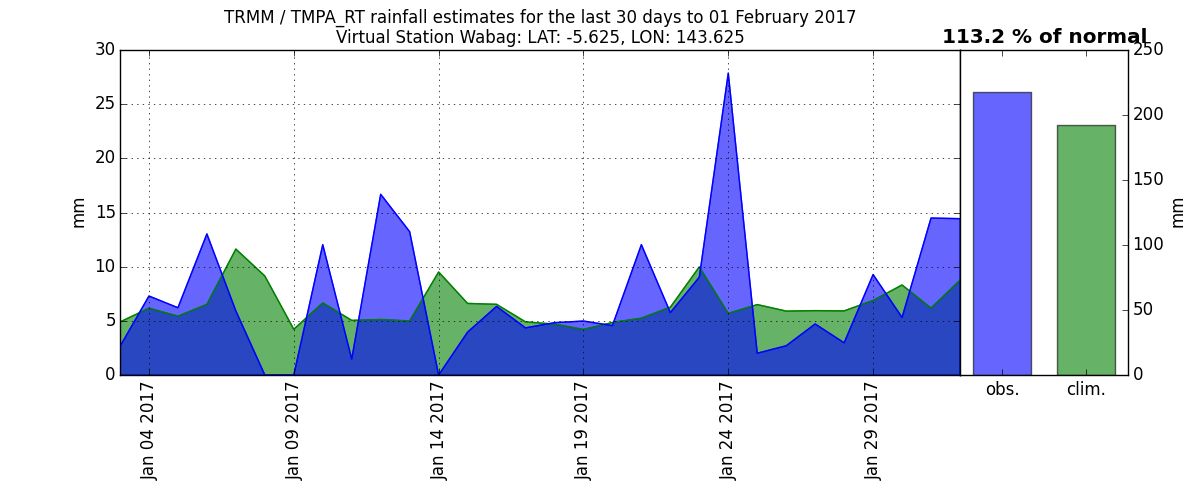 TRMM / TMPA_RT rainfall estimates for the last 30 days to 01 February 2017
Virtual Station Wabag: LAT: -5.625, LON: 143.625
113.2 % of normal
30
25
20
15
10
5
0
mm
Jan 04 2017
Jan 09 2017
Jan 14 2017
Jan 19 2017
Jan 24 2017
Jan 29 2017
250
200
150
100
50
0
mm
obs.
clim.